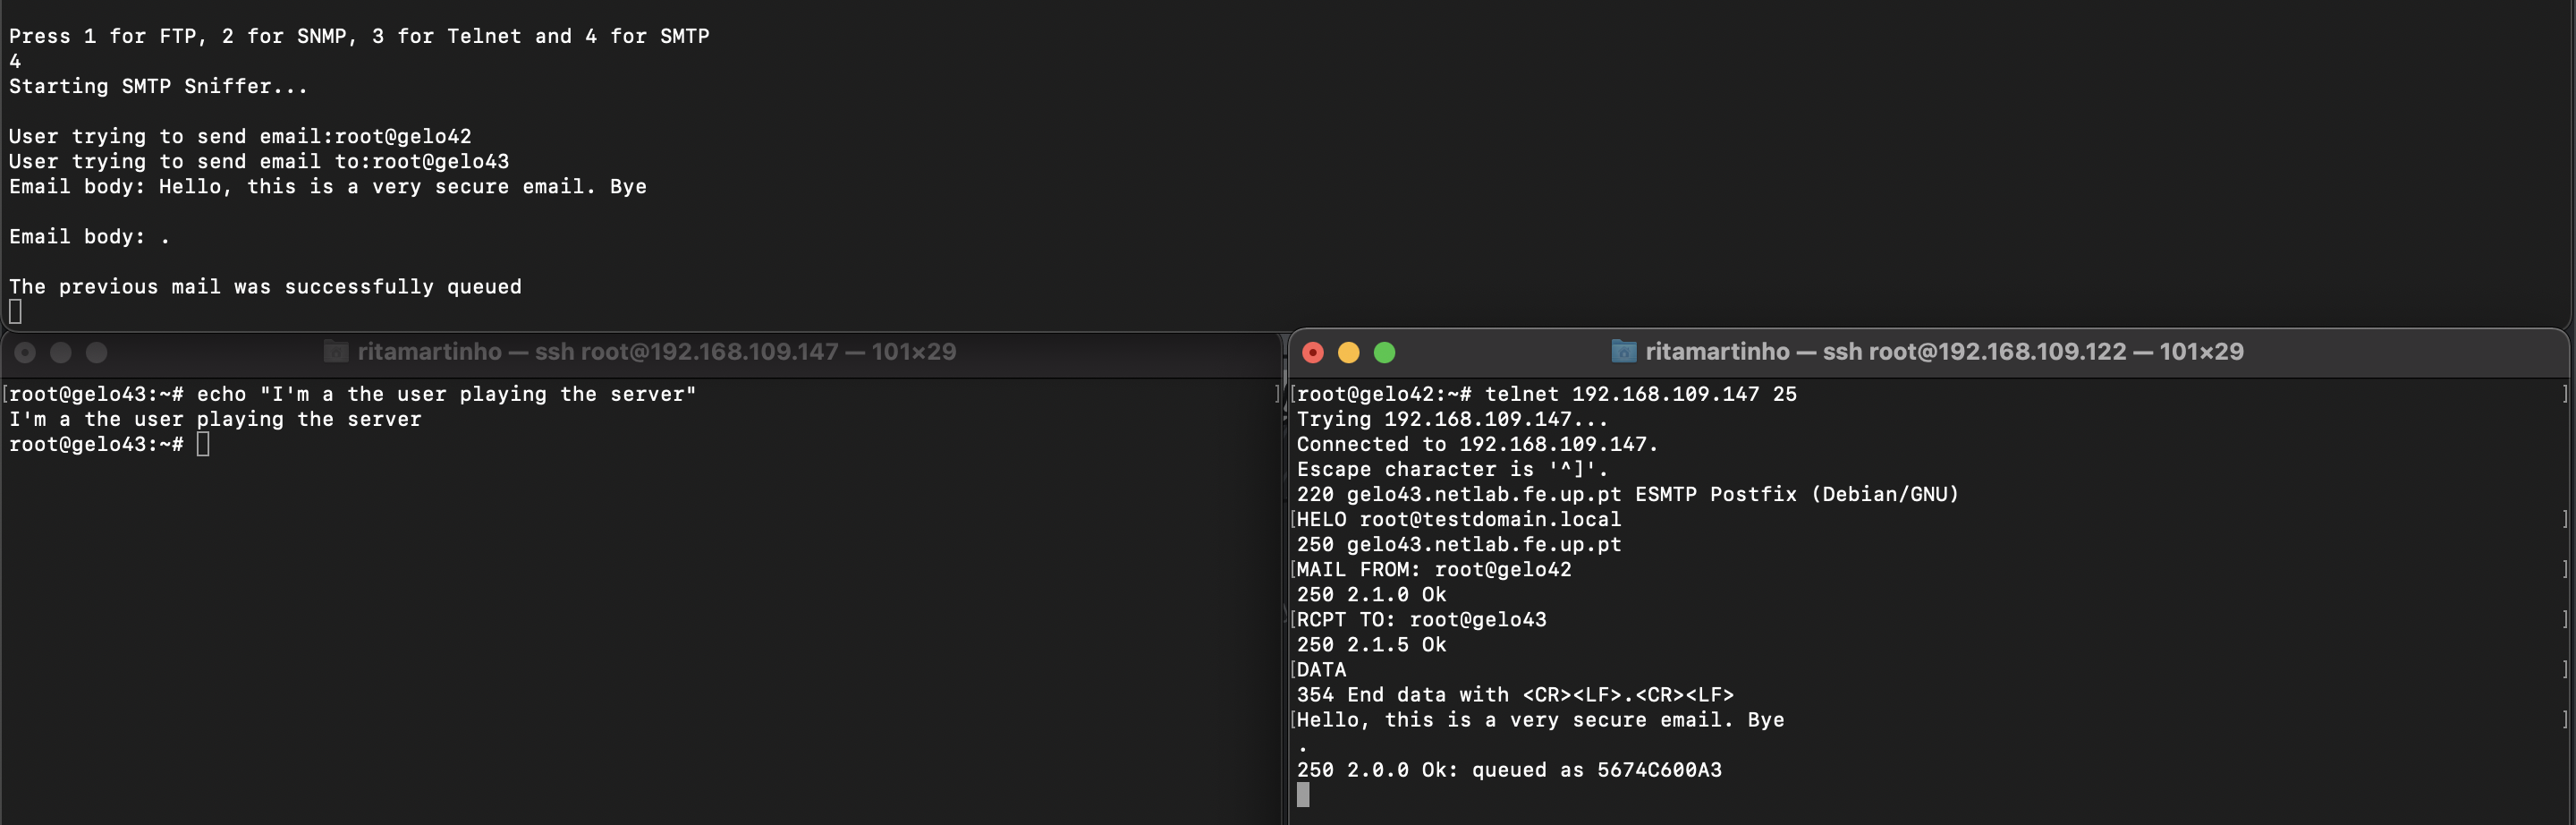 Press 1 for FTP, 2 for SNMP, 3 for Telnet and 4 for SMTP
4
Starting SMTP Sniffer...
User trying to send email:root@gelo42
User trying to send email to:root@gelo43
Email body: Hello, this is a very secure email. Bye
Email body: .
The previous mail was successfully queued
ritamartinho — ssh root@192.168.109.147 — 101×29
[root@gelo43:~# echo "I'm a the user playing the server" ]
I'm a the user playing the server
root@gelo43:~#
ritamartinho — ssh root@192.168.109.122 — 101×29
[root@gelo42:~# telnet 192.168.109.147 25 ]
Trying 192.168.109.147...
Connected to 192.168.109.147.
Escape character is '^]'.
220 gelo43.netlab.fe.up.pt ESMTP Postfix (Debian/GNU)
[HELO root@testdomain.local ]
250 gelo43.netlab.fe.up.pt
[MAIL FROM: root@gelo42 ]
250 2.1.0 Ok
[RCPT TO: root@gelo43 ]
250 2.1.5 Ok
[DATA ]
354 End data with <CR><LF>.<CR><LF>
[Hello, this is a very secure email. Bye ]
.
250 2.0.0 Ok: queued as 5674C600A3